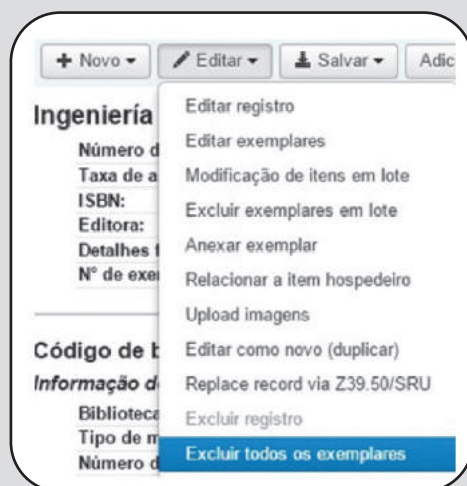 + Novo Editar Salvar Adic
Ingeniería
Número d
Taxa de a
ISBN:
Editora:
Detalhes f
Nº de exe
Código de b
Informação d
Biblioteca
Tipo de m
Número d
Editar registro
Editar exemplares
Modificação de itens em lote
Excluir exemplares em lote
Anexar exemplar
Relacionar a item hospedeiro
Upload imagens
Editar como novo (duplicar)
Replace record via Z39.50/SRU
Excluir registro
Excluir todos os exemplares